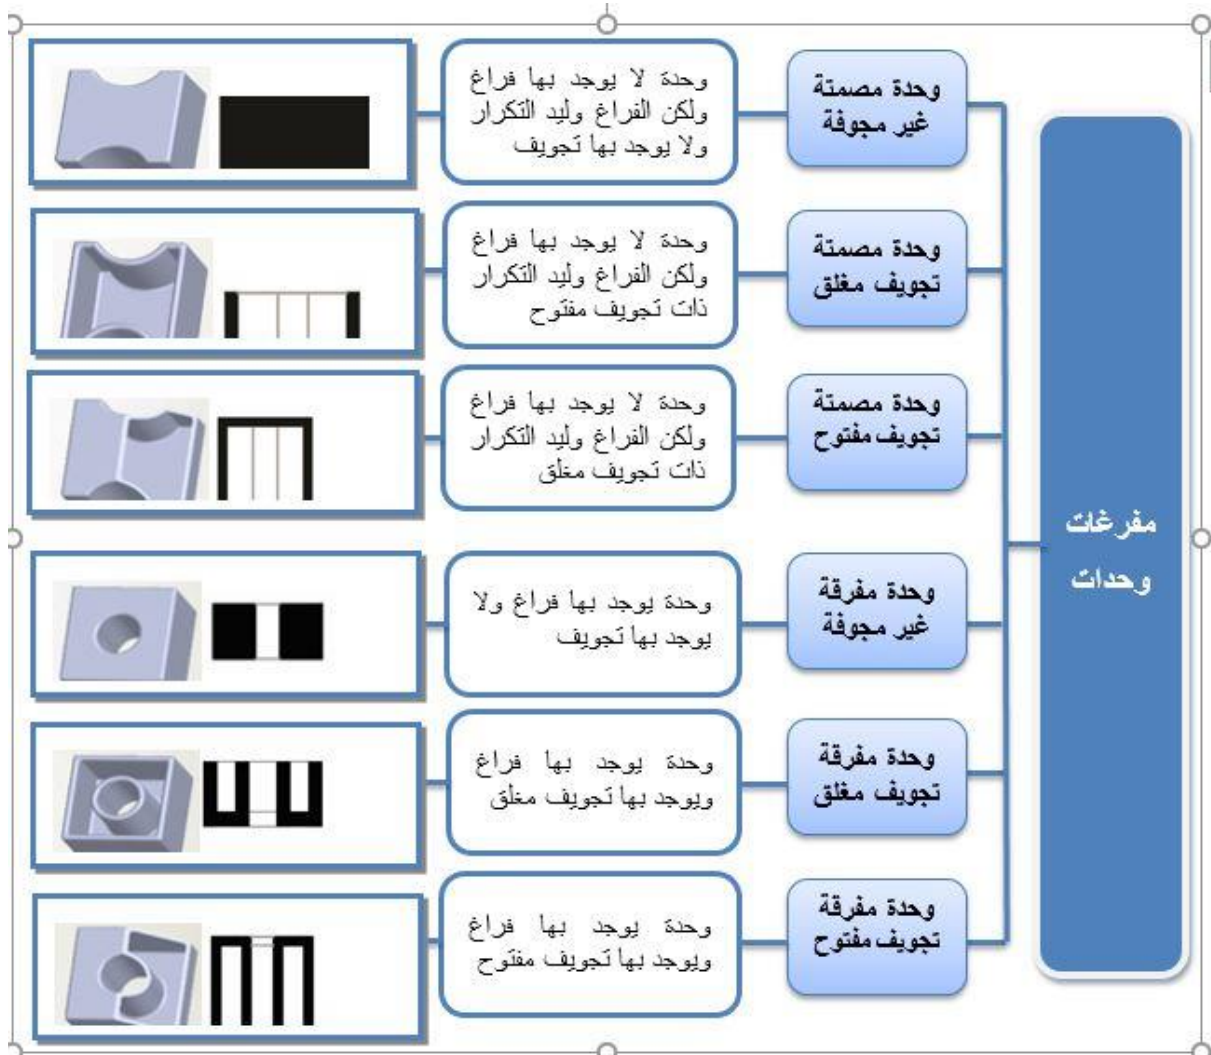 مفرغات
وحدات
وحدة مصمتة
غير مجوفة
وحدة لا يوجد بها فراغ
ولكن الفراغ وليد التكرار
ولا يوجد بها تجويف
وحدة مصمتة
تجويف مغلق
وحدة لا يوجد بها فراغ
ولكن الفراغ وليد التكرار
ذات تجويف مفتوح
وحدة مصمتة
تجويف مفتوح
وحدة لا يوجد بها فراغ
ولكن الفراغ وليد التكرار
ذات تجويف مغلق
وحدة مفرقة
غير مجوفة
وحدة يوجد بها فراغ ولا
يوجد بها تجويف
وحدة مفرقة
تجويف مغلق
وحدة يوجد بها فراغ
ويوجد بها تجويف مغلق
وحدة مفرقة
تجويف مفتوح
وحدة يوجد بها فراغ
ويوجد بها تجويف مفتوح